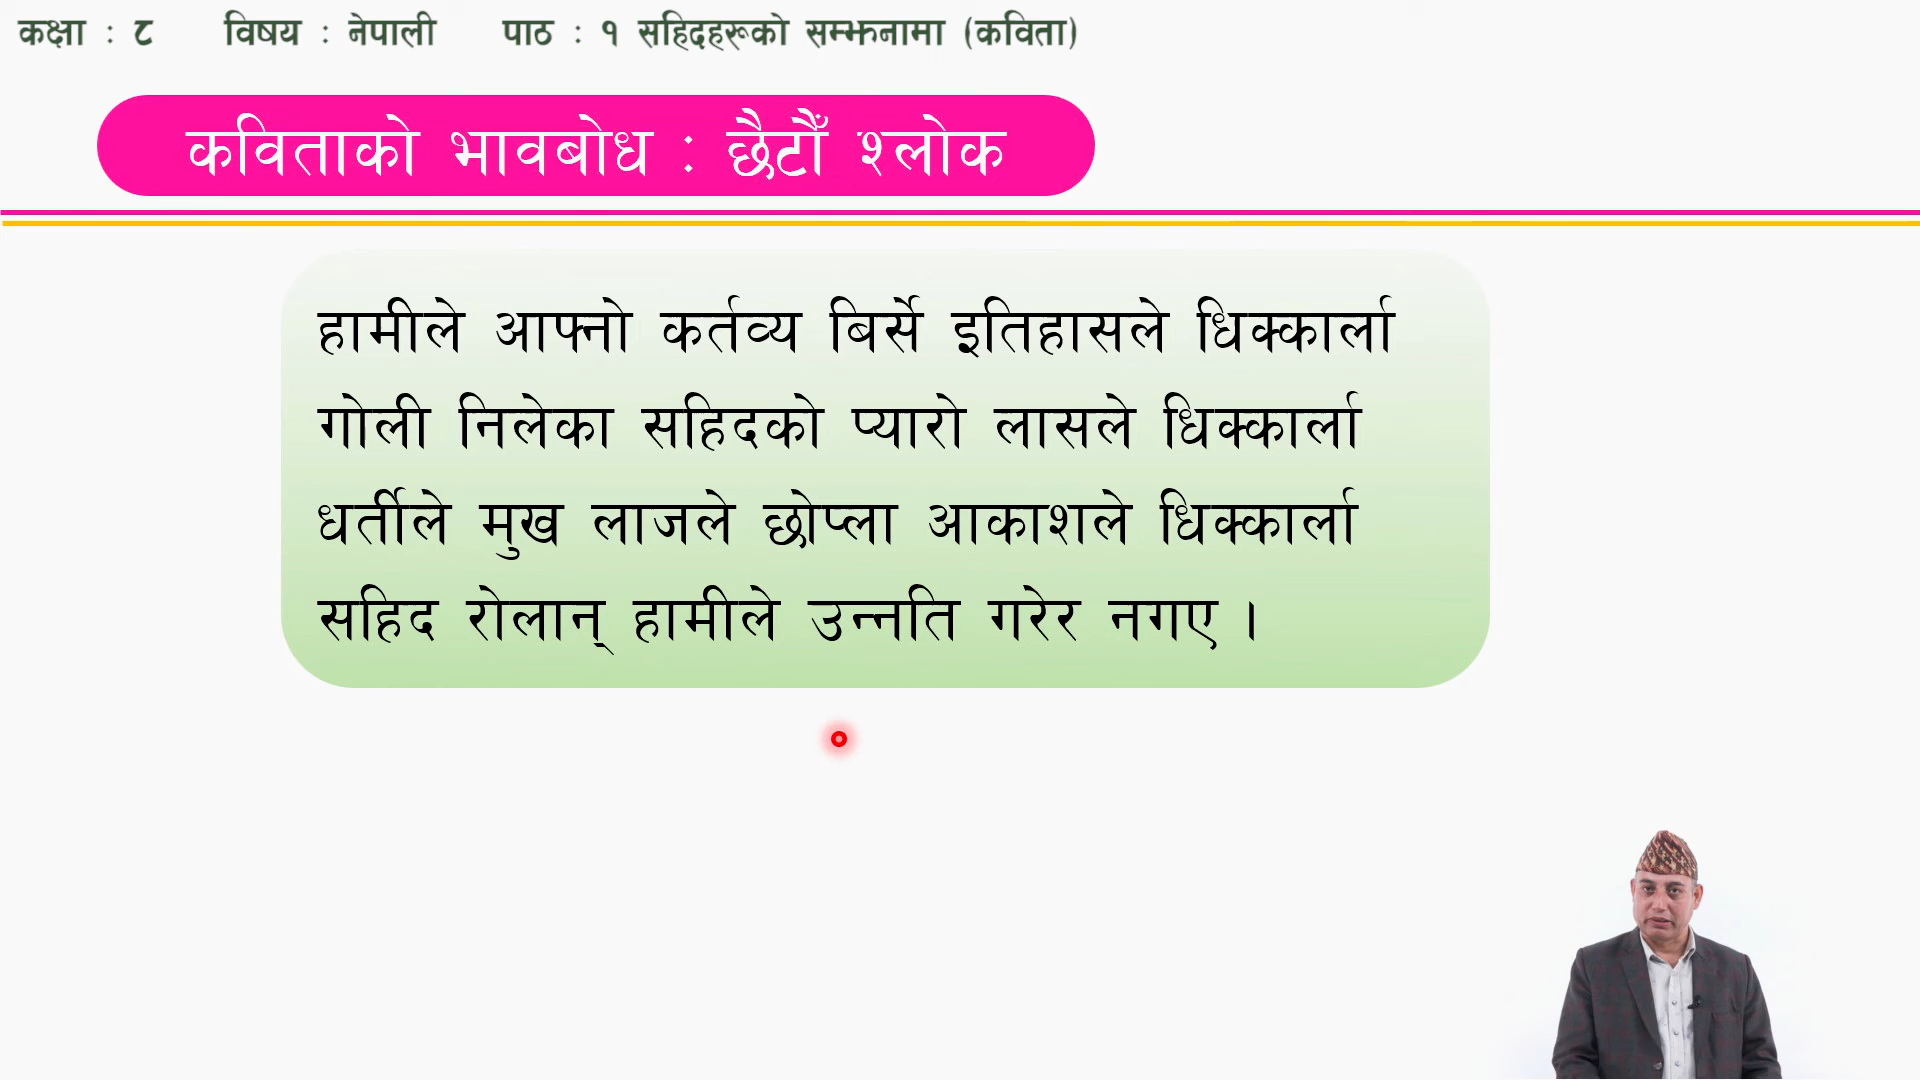 कक्षा : ८ विषय : नेपाली पाठ : १ सहिदहरूको सम्झनामा (कविता)
कविताको भावबोध : छैटौँ श्लोक
हामीले आफ्नो कर्तव्य बिर्से इतिहासले धिक्कार्ला
गोली निलेका सहिदको प्यारो लासले धिक्कार्ला
धर्तीले मुख लाजले छोप्ला आकाशले धिक्कार्ला
सहिद रोलान् हामीले उन्नति गरेर नगए ।